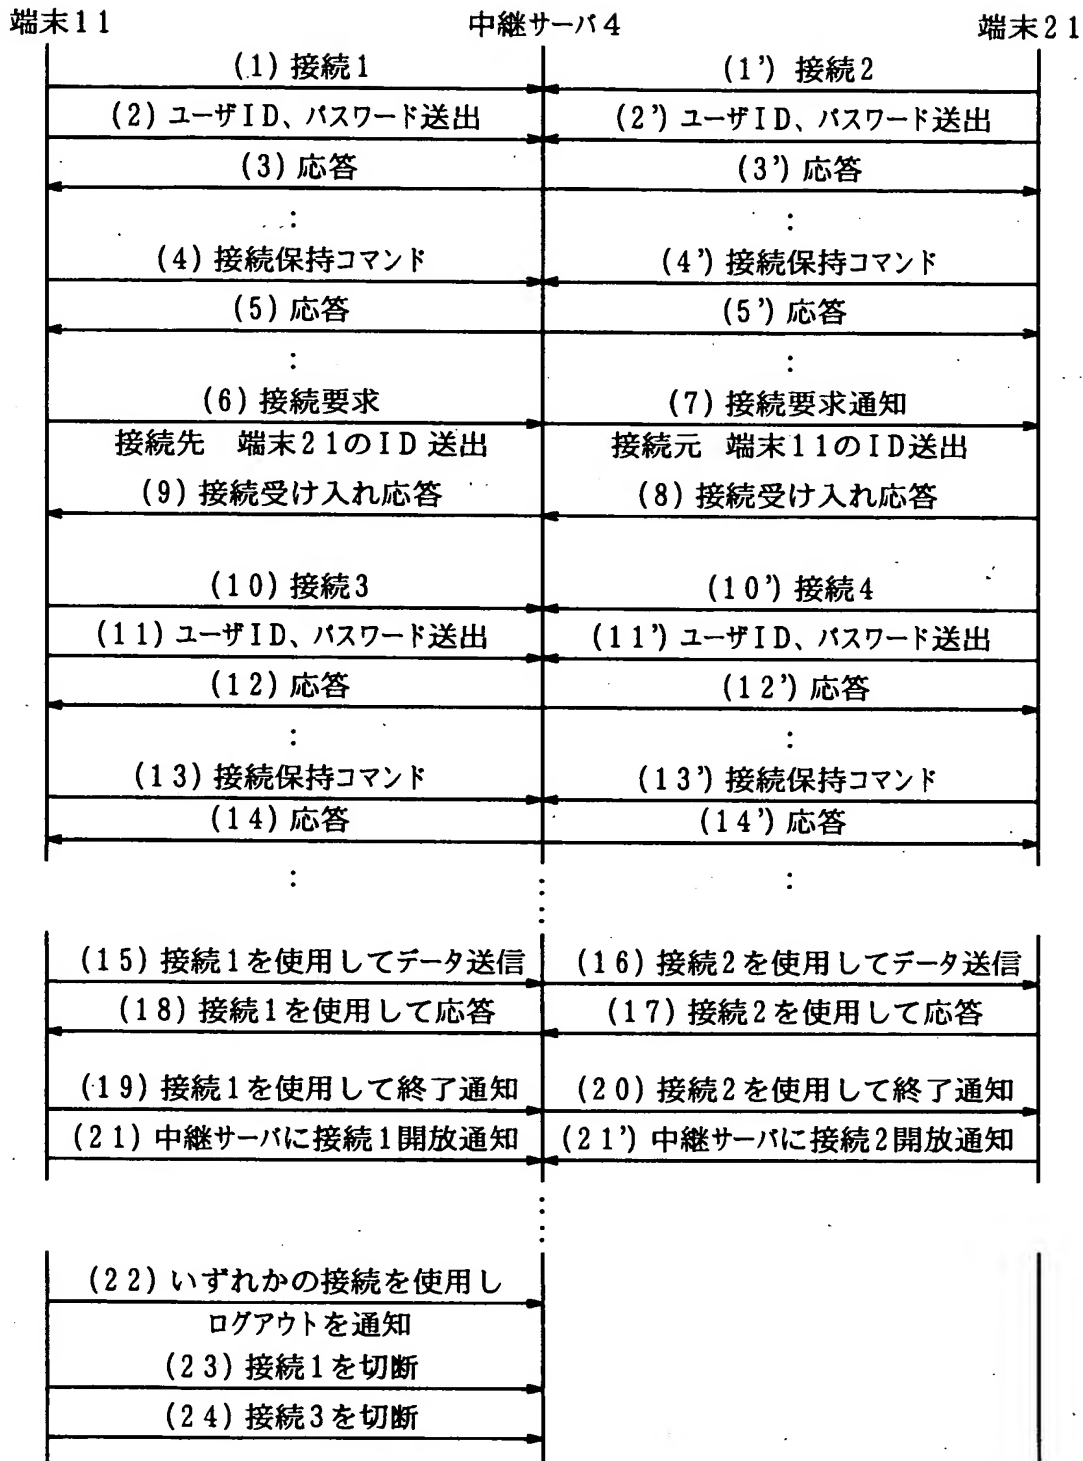 端末11 中継サーバ4 端末21
(1) 接続1 (1') 接続2
(2) ユーザID、パスワード送出 (2') ユーザID、パスワード送出
(3) 応答 (3') 応答
: :
(4) 接続保持コマンド (4') 接続保持コマンド
(5) 応答 (5') 応答
: :
(6) 接続要求 (7) 接続要求通知
接続先 端末21のID 送出 接続元 端末11のID送出
(9) 接続受け入れ応答 (8) 接続受け入れ応答
(10) 接続3 (10') 接続4
(11) ユーザID、パスワード送出 (11') ユーザID、パスワード送出
(12) 応答 (12') 応答
: :
(13) 接続保持コマンド (13') 接続保持コマンド
(14) 応答 (14') 応答
: :
(15) 接続1を使用してデータ送信 (16) 接続2を使用してデータ送信
(18) 接続1を使用して応答 (17) 接続2を使用して応答
(19) 接続1を使用して終了通知 (20) 接続2を使用して終了通知
(21) 中継サーバに接続1開放通知 (21') 中継サーバに接続2開放通知
(22) いずれかの接続を使用し
ログアウトを通知
(23) 接続1を切断
(24) 接続3を切断